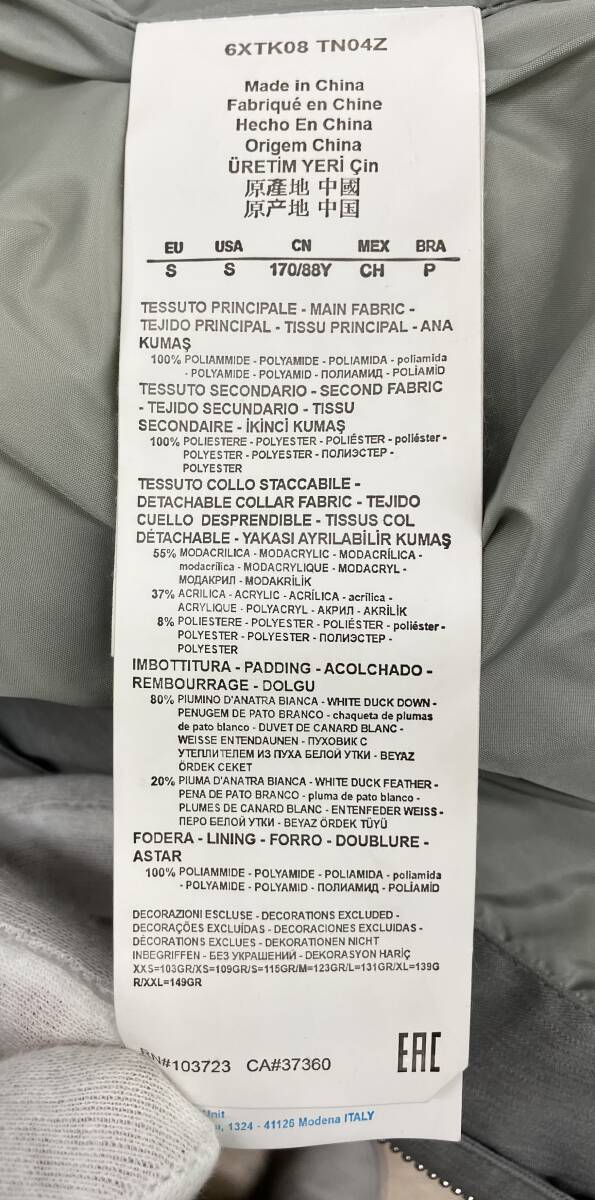 6XTK08 TN04Z
Made in China
Fabriqué en Chine
Hecho En China
Origem China
ÜRETİM YERİ Çin
原產地 中國
原产地 中国
EU USA CN MEX BRA
S S 170/88Y CH P
TESSUTO PRINCIPALE - MAIN FABRIC -
TEJIDO PRINCIPAL - TISSU PRINCIPAL - ANA
KUMAŞ
100% POLIAMMIDE - POLYAMIDE - POLIAMIDA - poliamida
- POLYAMIDE - POLYAMID - ПОЛИАМИД - POLİAMİD
TESSUTO SECONDARIO - SECOND FABRIC
- TEJIDO SECUNDARIO - TISSU
SECONDAIRE - İKİNCİ KUMAŞ
100% POLIESTERE - POLYESTER - POLIÉSTER - poliéster -
POLYESTER - POLYESTER - ПОЛИЭСТЕР -
POLYESTER
TESSUTO COLLO STACCABILE -
DETACHABLE COLLAR FABRIC - TEJIDO
CUELLO DESPRENDIBLE - TISSUS COL
DÉTACHABLE - YAKASI AYRILABİLİR KUMAŞ
55% MODACRILICA - MODACRYLIC - MODACRÍLICA -
modacrílica - MODACRYLIQUE - MODACRYL -
МОДАКРИЛ - MODAKRİLİK
37% ACRILICA - ACRYLIC - ACRÍLICA - acrílica -
ACRYLIQUE - POLYACRYL - АКРИЛ - AKRİLİK
8% POLIESTERE - POLYESTER - POLIÉSTER - poliéster -
POLYESTER - POLYESTER - ПОЛИЭСТЕР -
POLYESTER
IMBOTTITURA - PADDING - ACOLCHADO -
REMBOURRAGE - DOLGU
80% PIUMINO D'ANATRA BIANCA - WHITE DUCK DOWN -
PENUGEM DE PATO BRANCO - chaqueta de plumas
de pato blanco - DUVET DE CANARD BLANC -
WEISSE ENTENDAUNEN - ПУХОВИК С
УТЕПЛИТЕЛЕМ ИЗ ПУХА БЕЛОЙ УТКИ - BEYAZ
ÖRDEK CEKET
20% PIUMA D'ANATRA BIANCA - WHITE DUCK FEATHER -
PENA DE PATO BRANCO - pluma de pato blanco -
PLUMES DE CANARD BLANC - ENTENFEDER WEISS -
ПЕРО БЕЛОЙ УТКИ - BEYAZ ÖRDEK TÜYÜ
FODERA - LINING - FORRO - DOUBLURE -
ASTAR
100% POLIAMMIDE - POLYAMIDE - POLIAMIDA - poliamida
- POLYAMIDE - POLYAMID - ПОЛИАМИД - POLİAMİD
DECORAZIONI ESCLUSE - DECORATIONS EXCLUDED -
DECORAÇÕES EXCLUÍDAS - DECORACIONES EXCLUIDAS -
DÉCORATIONS EXCLUES - DEKORATIONEN NICHT
INBEGRIFFEN - БЕЗ УКРАШЕНИЙ - DEKORASYON HARİÇ
XXS=103GR/XS=109GR/S=115GR/M=123GR/L=131GR/XL=139G
R/XXL=149GR
RN#103723 CA#37360
EAC
Unit
1324 - 41126 Modena ITALY